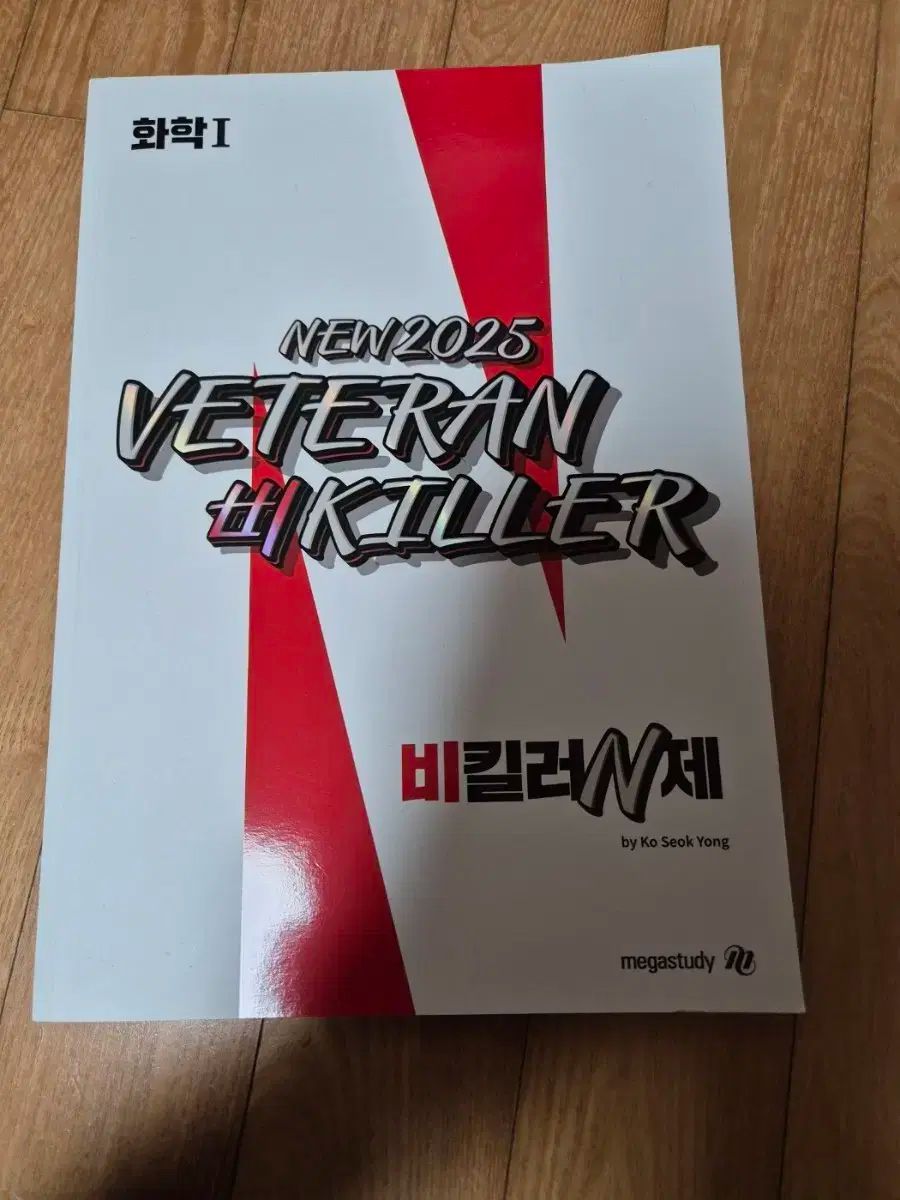 화학I
NEW 2025
VETERAN
비KILLER
비킬러N제
by Ko Seok Yong
megastudy